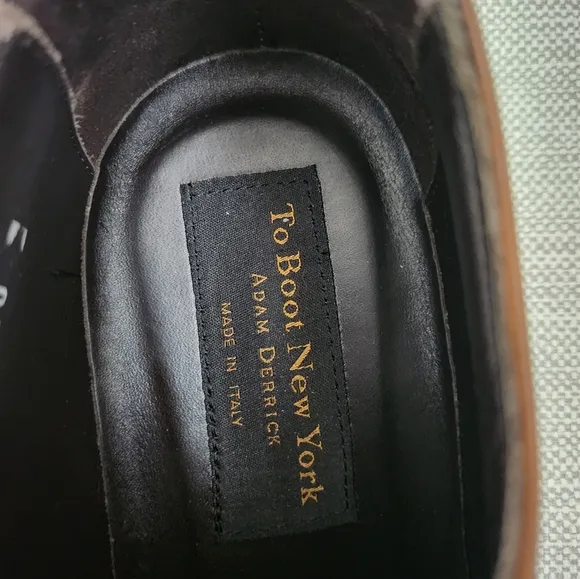 To Boot New York
ADAM DERRICK
MADE IN ITALY